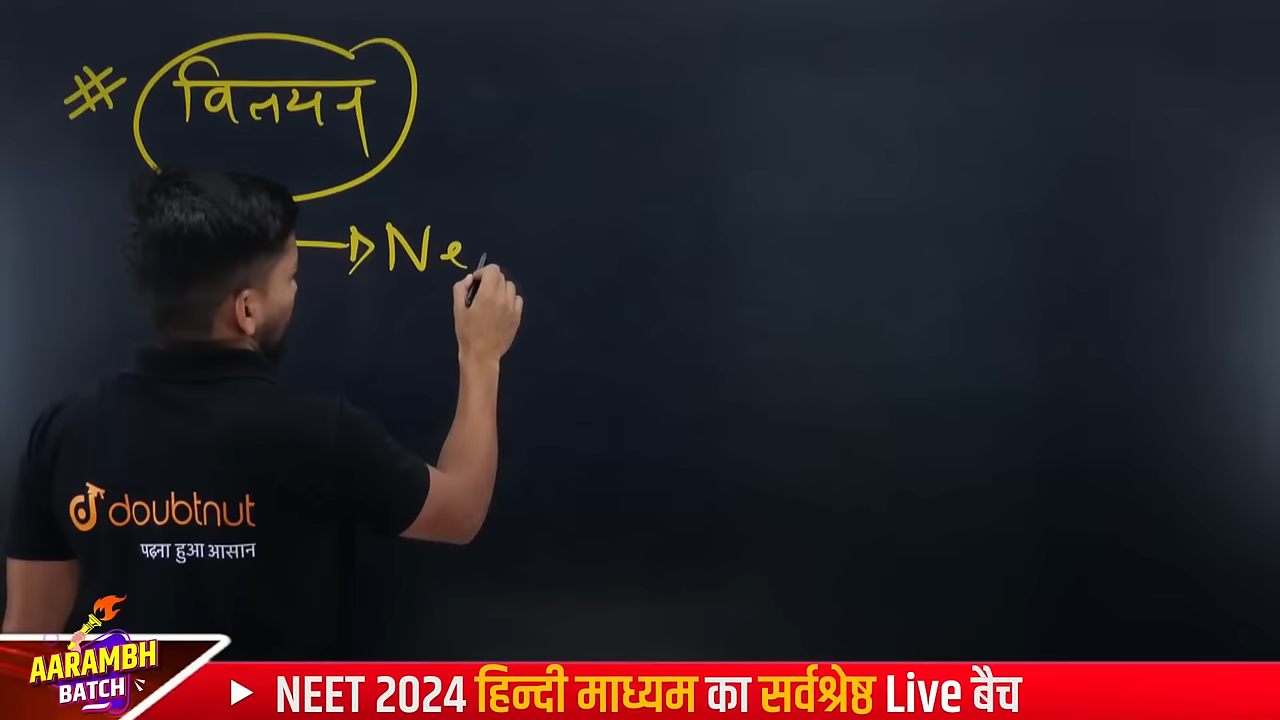 # विलयन
→ Ne
doubtnut
पढ़ना हुआ आसान
AARAMBH
BATCH
NEET 2024 हिन्दी माध्यम का सर्वश्रेष्ठ Live बैच